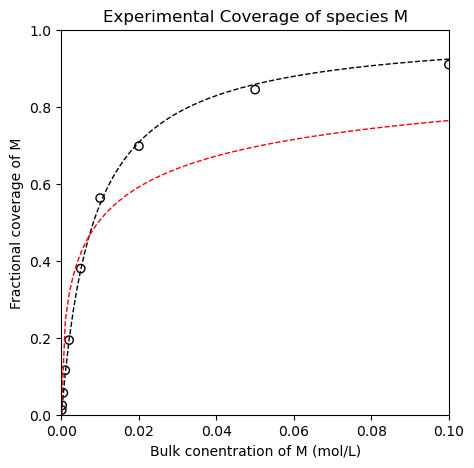 Experimental Coverage of species M
1.0
0.8
0.6
0.4
0.2
0.0
Fractional coverage of M
0.00 0.02 0.04 0.06 0.08 0.10
Bulk conentration of M (mol/L)